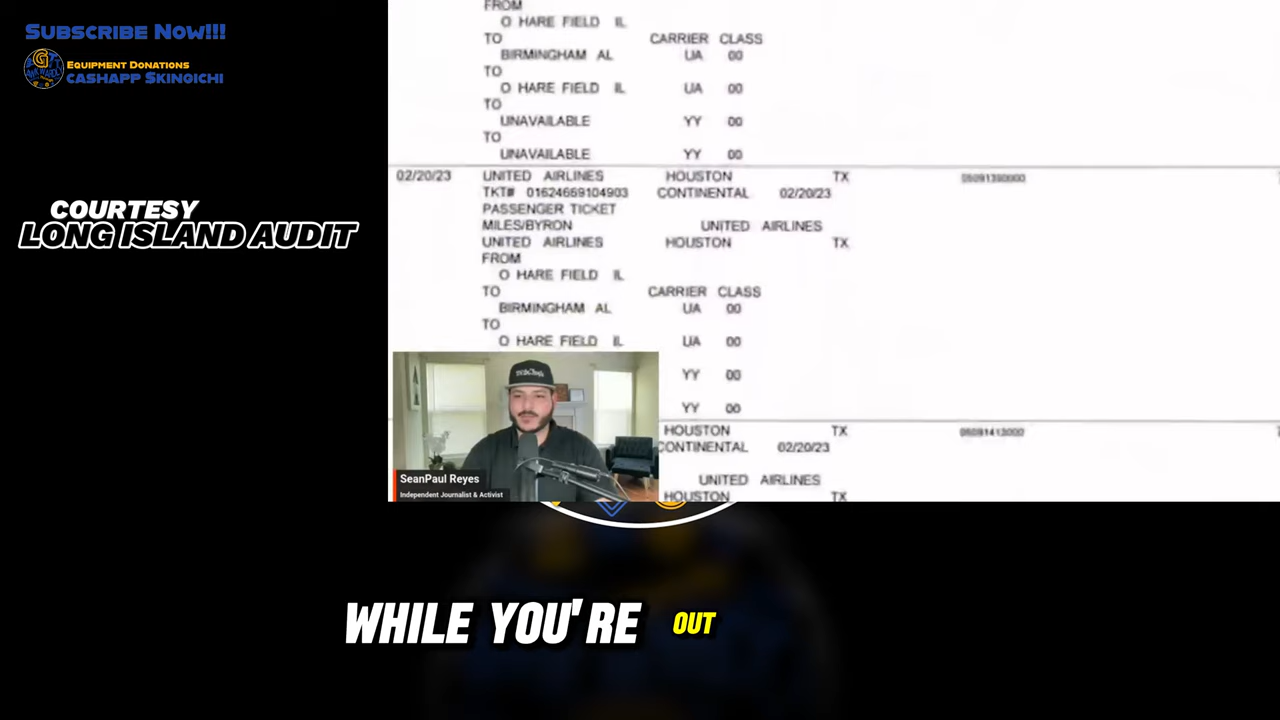 Subscribe Now!!!
Equipment Donations
CASHAPP SKINGICHI
COURTESY
LONG ISLAND AUDIT
FROM
O HARE FIELD IL
TO CARRIER CLASS
BIRMINGHAM AL UA 00
TO
O HARE FIELD IL UA 00
TO
UNAVAILABLE YY 00
TO
UNAVAILABLE YY 00
02/20/23 UNITED AIRLINES HOUSTON TX
TKT# 01624669104903 CONTINENTAL 02/20/23
PASSENGER TICKET
MILES/BYRON UNITED AIRLINES
UNITED AIRLINES HOUSTON TX
FROM
O HARE FIELD IL
TO CARRIER CLASS
BIRMINGHAM AL UA 00
TO
O HARE FIELD IL UA 00
YY 00
YY 00
HOUSTON TX
CONTINENTAL 02/20/23
UNITED AIRLINES
HOUSTON TX
SeanPaul Reyes
Independent Journalist & Activist
WHILE YOU'RE OUT